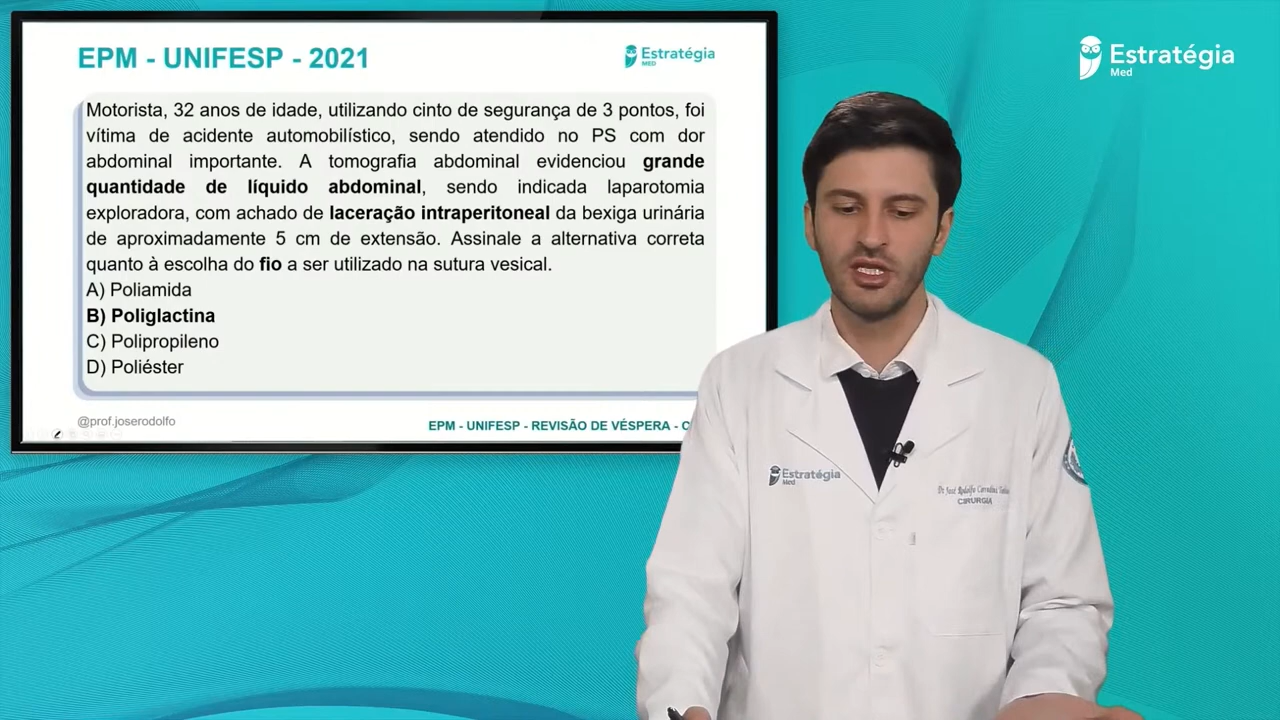 EPM - UNIFESP - 2021
Estratégia
MED
Motorista, 32 anos de idade, utilizando cinto de segurança de 3 pontos, foi
vítima de acidente automobilístico, sendo atendido no PS com dor
abdominal importante. A tomografia abdominal evidenciou grande
quantidade de líquido abdominal, sendo indicada laparotomia
exploradora, com achado de laceração intraperitoneal da bexiga urinária
de aproximadamente 5 cm de extensão. Assinale a alternativa correta
quanto à escolha do fio a ser utilizado na sutura vesical.
A) Poliamida
B) Poliglactina
C) Polipropileno
D) Poliéster
@prof.joserodolfo
EPM - UNIFESP - REVISÃO DE VÉSPERA - C
Estratégia
Med
Estratégia
Med
Dr José Rodolfo
CIRURGIA